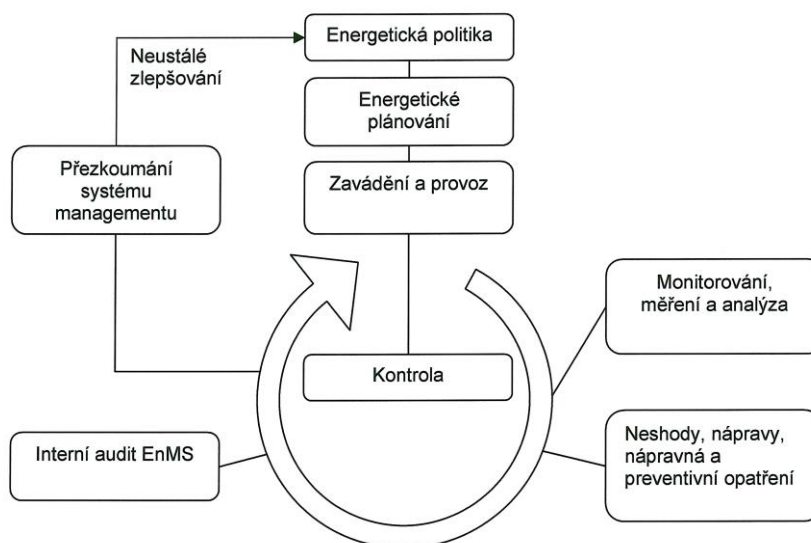 Energetická politika
Neustálé
zlepšování
Energetické
plánování
Přezkoumání
systému
managementu
Zavádění a provoz
Monitorování,
měření a analýza
Kontrola
Interní audit EnMS
Neshody, nápravy,
nápravná a
preventivní opatření